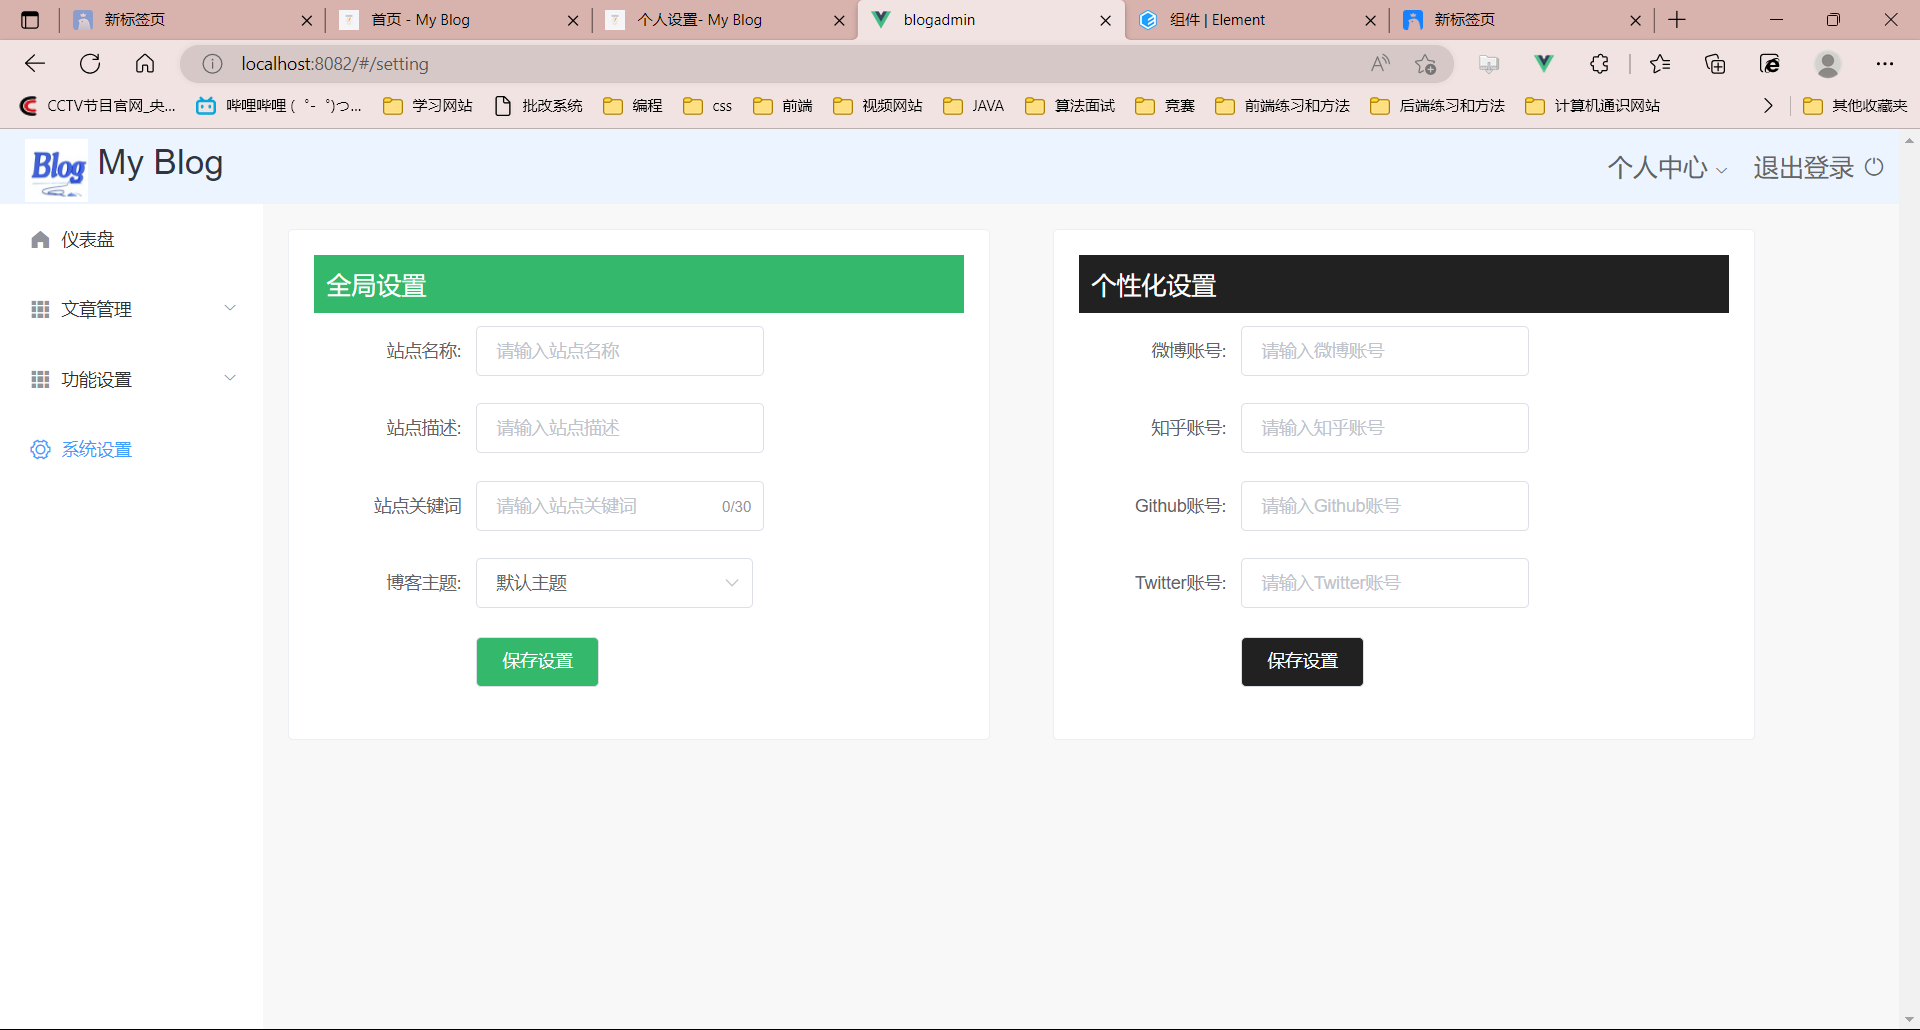 新标签页
首页 - My Blog
个人设置- My Blog
blogadmin
组件 | Element
新标签页
localhost:8082/#/setting
CCTV节目官网_央...
哔哩哔哩 (゜-゜)つ...
学习网站
批改系统
编程
css
前端
视频网站
JAVA
算法面试
竞赛
前端练习和方法
后端练习和方法
计算机通识网站
其他收藏夹
Blog
My Blog
个人中心
退出登录
仪表盘
文章管理
功能设置
系统设置
全局设置
站点名称:
请输入站点名称
站点描述:
请输入站点描述
站点关键词
请输入站点关键词
0/30
博客主题:
默认主题
保存设置
个性化设置
微博账号:
请输入微博账号
知乎账号:
请输入知乎账号
Github账号:
请输入Github账号
Twitter账号:
请输入Twitter账号
保存设置